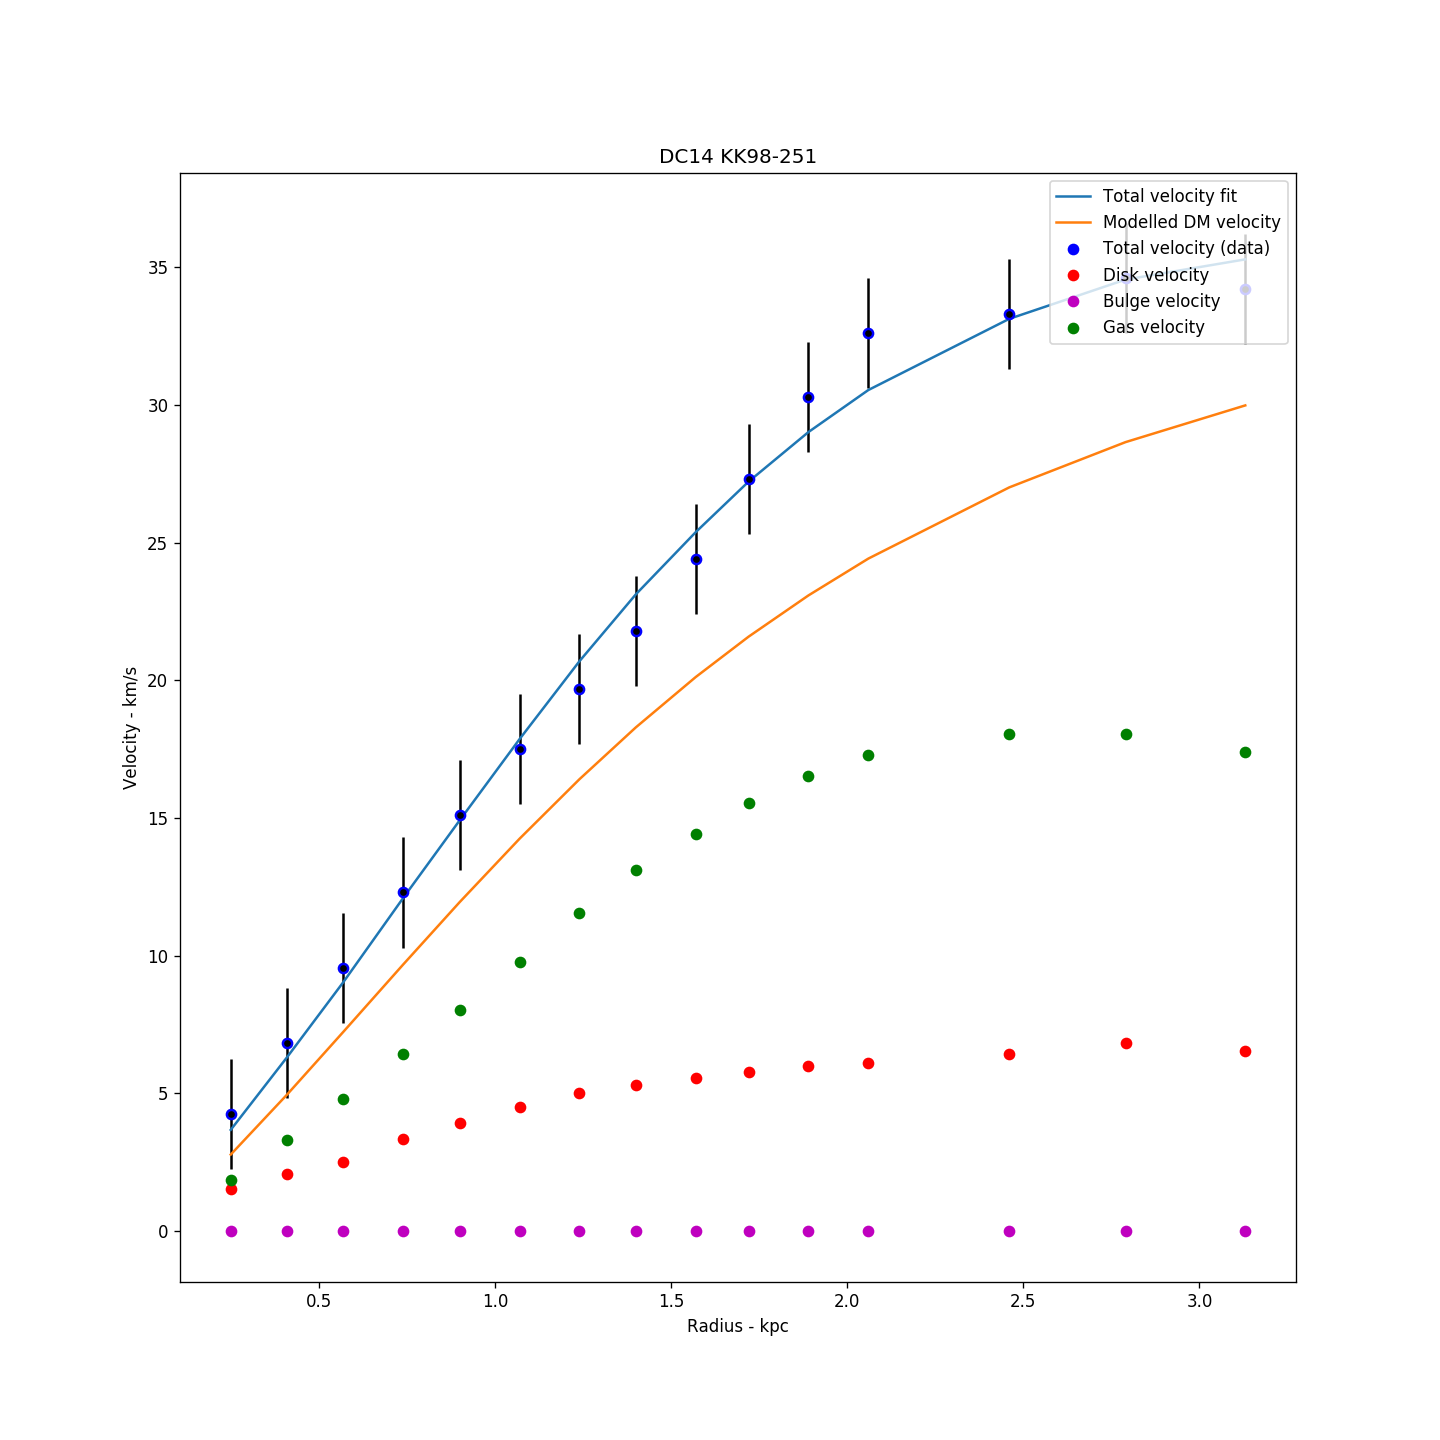 DC14 KK98-251
Total velocity fit
Modelled DM velocity
Total velocity (data)
Disk velocity
Bulge velocity
Gas velocity
35
30
25
20
15
10
5
0
Velocity - km/s
0.5 1.0 1.5 2.0 2.5 3.0
Radius - kpc